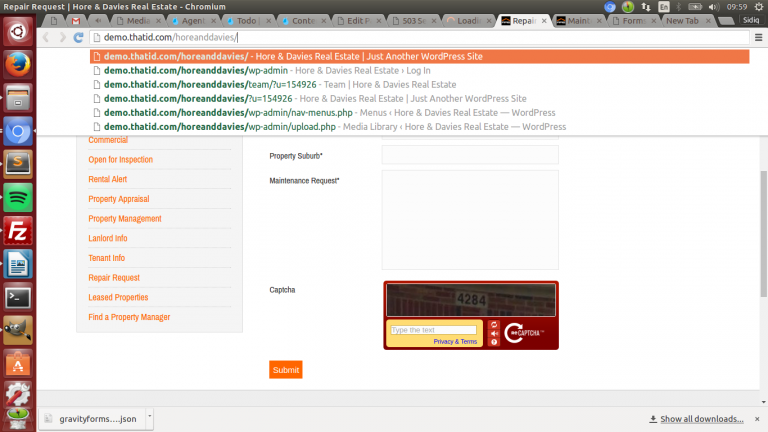 Repair Request | Hore & Davies Real Estate - Chromium
En
09:59
Media
Agent
Todo |
Conte
Edit P
503 Se
Loadi
Repai
Maint
Forms
New Tab
Sidiq
demo.thatid.com/horeanddavies/
demo.thatid.com/horeanddavies/ - Hore & Davies Real Estate | Just Another WordPress Site
demo.thatid.com/horeanddavies/wp-admin - Hore & Davies Real Estate › Log In
demo.thatid.com/horeanddavies/team/?u=154926 - Team | Hore & Davies Real Estate
demo.thatid.com/horeanddavies/?u=154926 - Hore & Davies Real Estate | Just Another WordPress Site
demo.thatid.com/horeanddavies/wp-admin/nav-menus.php - Menus ‹ Hore & Davies Real Estate — WordPress
demo.thatid.com/horeanddavies/wp-admin/upload.php - Media Library ‹ Hore & Davies Real Estate — WordPress
Commercial
Open for Inspection
Rental Alert
Property Appraisal
Property Management
Lanlord Info
Tenant Info
Repair Request
Leased Properties
Find a Property Manager
Property Suburb*
Maintenance Request*
Captcha
4284
Type the text
Privacy & Terms
reCAPTCHA™
Submit
gravityforms....json
Show all downloads...